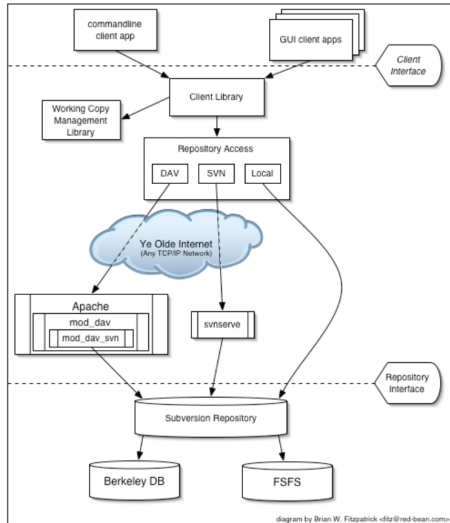 commandline
client app
GUI client apps
Client
Interface
Client Library
Working Copy
Management
Library
Repository Access
DAV
SVN
Local
Ye Olde Internet
(Any TCP/IP Network)
Apache
mod_dav
mod_dav_svn
svnserve
Repository
Interface
Subversion Repository
Berkeley DB
FSFS
diagram by Brian W. Fitzpatrick <fitz@red-bean.com>